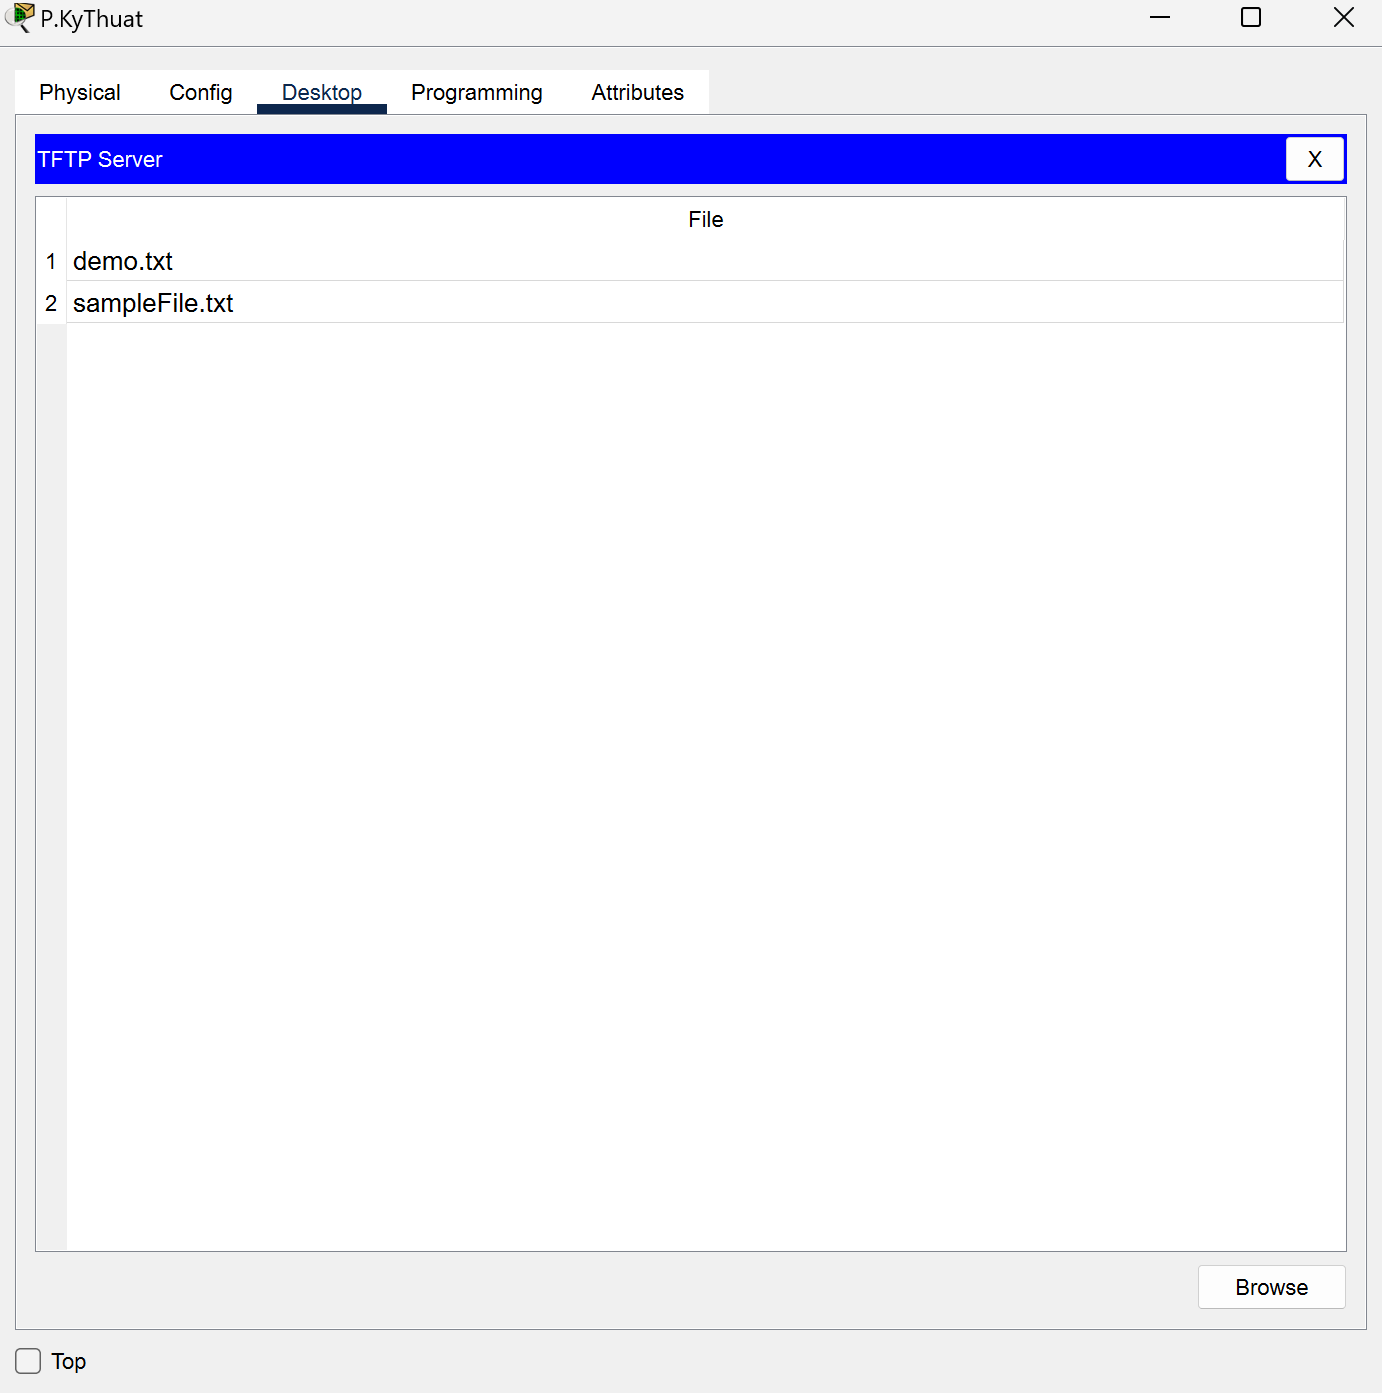 P.KyThuat
Physical Config Desktop Programming Attributes
TFTP Server X
File
1 demo.txt
2 sampleFile.txt
Browse
Top